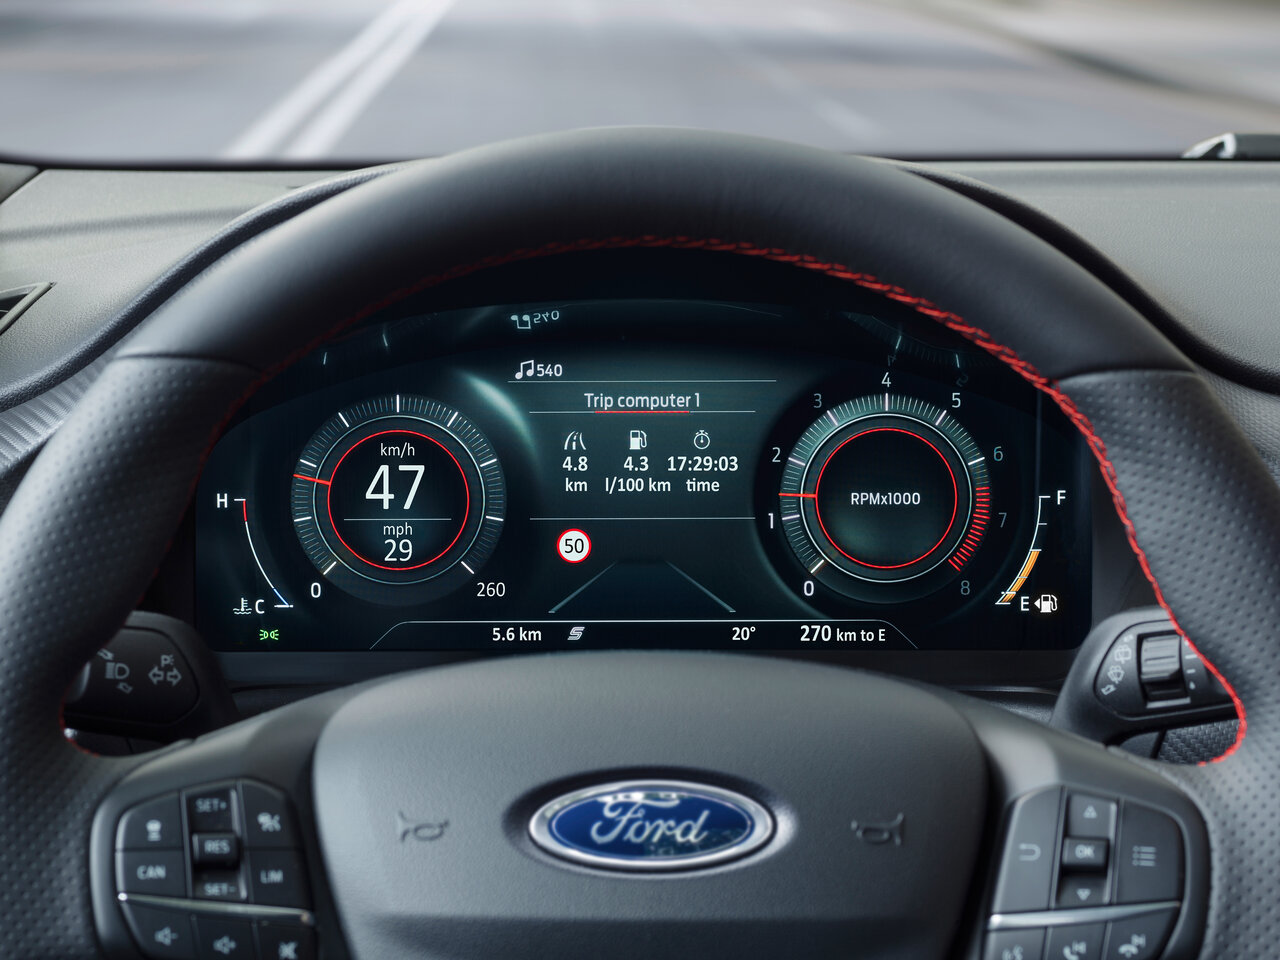 540
Trip computer 1
4.8 4.3 17:29:03
km l/100 km time
km/h
47
mph
29
0
260
H
C
50
4
3
5
2
6
1
7
0
8
RPMx1000
F
E
5.6 km
20°
270 km to E
P
SET+
RES
CAN
SET-
LIM
Ford
OK